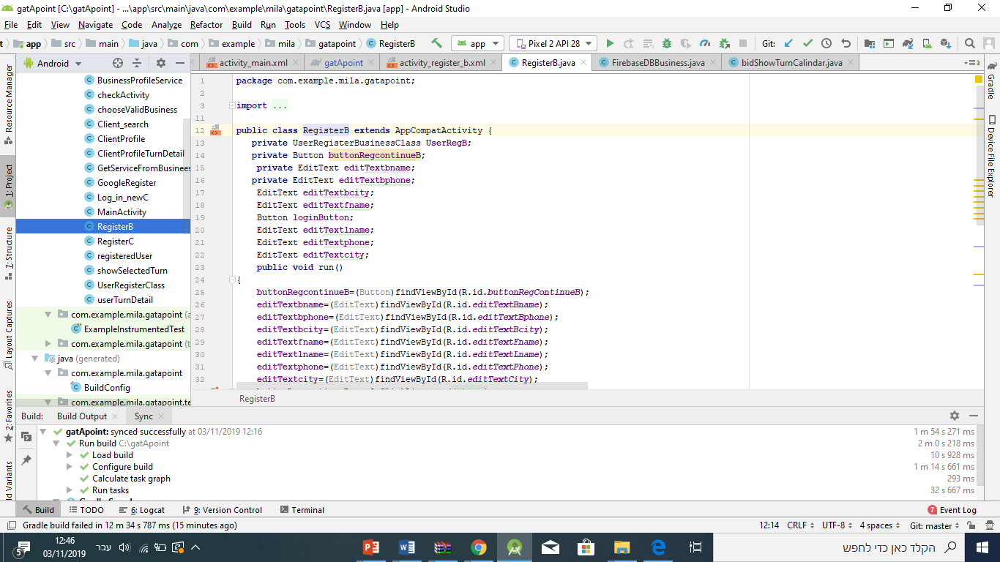 gatApoint [C:\gatApoint] - ...\app\src\main\java\com\example\mila\gatapoint\RegisterB.java [app] - Android Studio
File Edit View Navigate Code Analyze Refactor Build Run Tools VCS Window Help
app src main java com example mila gatapoint RegisterB app Pixel 2 API 28 Git:
Android
activity_main.xml gatApoint activity_register_b.xml RegisterB.java FirebaseDBBusiness.java bidShowTurnCalindar.java
Resource Manager
1: Project
7: Structure
Layout Captures
2: Favorites
ld Variants
BusinessProfileService
checkActivity
chooseValidBusiness
Client_search
ClientProfile
ClientProfileTurnDetail
GetServiceFromBusinees
GoogleRegister
Log_in_newC
MainActivity
RegisterB
RegisterC
registeredUser
showSelectedTurn
UserRegisterClass
userTurnDetail
com.example.mila.gatapoint (a
ExampleInstrumentedTest
com.example.mila.gatapoint (t
java (generated)
com.example.mila.gatapoint
BuildConfig
com.example.mila.gatapoint.te
1 package com.example.mila.gatapoint;
2
3 import ...
11
12 public class RegisterB extends AppCompatActivity {
13 private UserRegisterBusinessClass UserRegB;
14 private Button buttonRegcontinueB;
15 private EditText editTextbname;
16 private EditText editTextbphone;
17 EditText editTextbcity;
18 EditText editTextfname;
19 Button loginButton;
20 EditText editTextlname;
21 EditText editTextphone;
22 EditText editTextcity;
23 public void run()
24 {
25 buttonRegcontinueB=(Button)findViewById(R.id.buttonRegContinueB);
26 editTextbname=(EditText)findViewById(R.id.editTextBname);
27 editTextbphone=(EditText)findViewById(R.id.editTextBphone);
28 editTextbcity=(EditText)findViewById(R.id.editTextBcity);
29 editTextfname=(EditText)findViewById(R.id.editTextFname);
30 editTextlname=(EditText)findViewById(R.id.editTextLname);
31 editTextphone=(EditText)findViewById(R.id.editTextPhone);
32 editTextcity=(EditText)findViewById(R.id.editTextCity);
RegisterB
Gradle
Device File Explorer
Build: Build Output Sync
gatApoint: synced successfully at 03/11/2019 12:16 1 m 54 s 271 ms
Run build C:\gatApoint 2 m 0 s 218 ms
Load build 10 s 928 ms
Configure build 1 m 14 s 661 ms
Calculate task graph 293 ms
Run tasks 32 s 667 ms
Build TODO 6: Logcat 9: Version Control Terminal 7 Event Log
Gradle build failed in 12 m 34 s 787 ms (15 minutes ago) 12:14 CRLF UTF-8 4 spaces Git: master
5 12:46 עבר
03/11/2019
הקלד כאן כדי לחפש